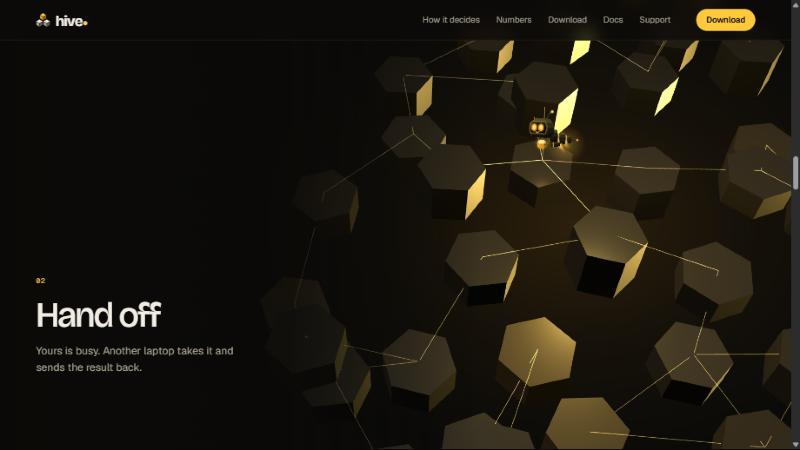 hive.
How it decides
Numbers
Download
Docs
Support
Download
02
Hand off
Yours is busy. Another laptop takes it and
sends the result back.